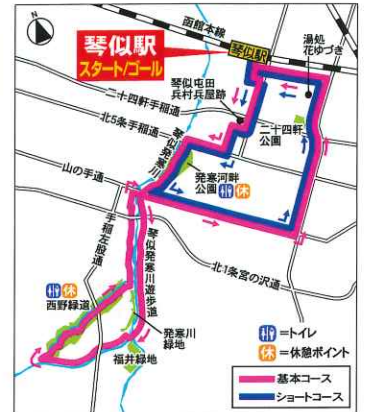 函館本線
湯処
花ゆづき
琴似駅
スタート/ゴール
琴似駅
琴似屯田
兵村兵屋跡
二十四軒手稲通
北5条手稲通
琴似発寒川
二十四軒
公園
発寒河畔
公園 休
山の手通
手稲左股通
琴似発寒川遊歩道
北1条宮の沢通
休
西野緑道
発寒川
緑地
福井緑地
=トイレ
休=休憩ポイント
基本コース
ショートコース